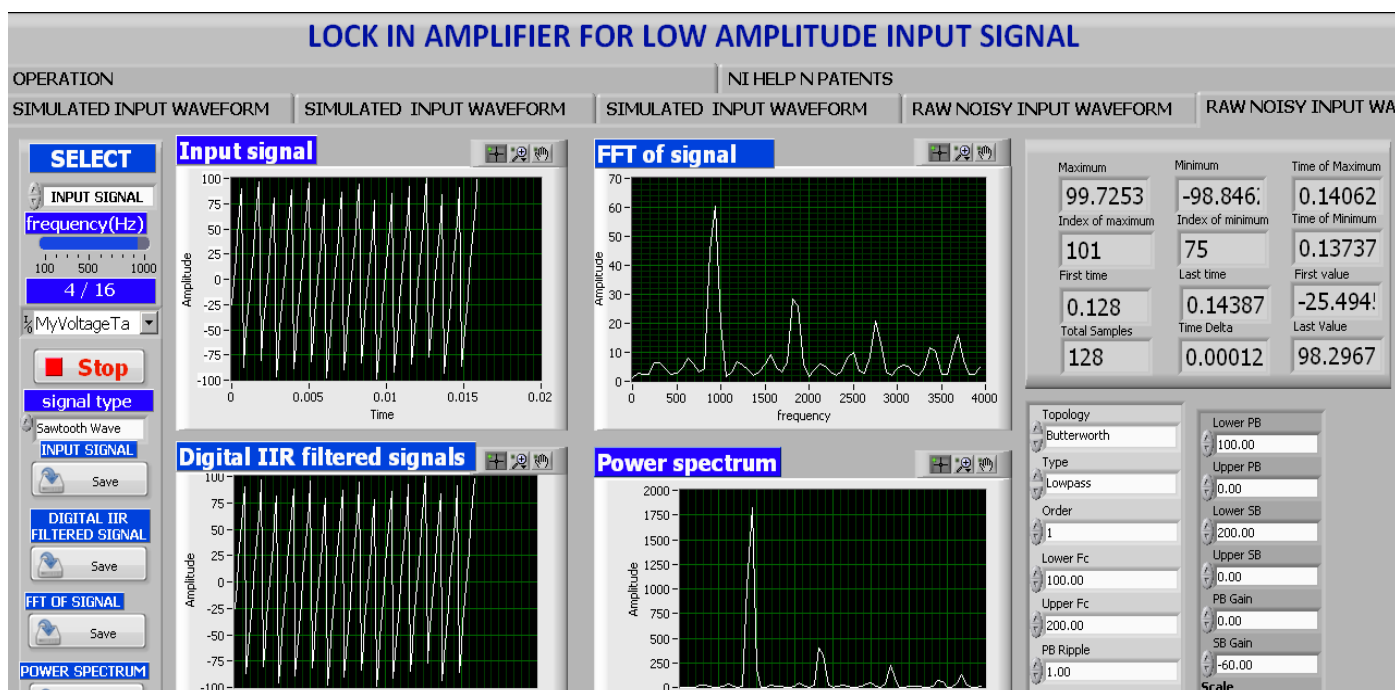 LOCK IN AMPLIFIER FOR LOW AMPLITUDE INPUT SIGNAL
OPERATION
NI HELP N PATENTS
SIMULATED INPUT WAVEFORM
SIMULATED INPUT WAVEFORM
SIMULATED INPUT WAVEFORM
RAW NOISY INPUT WAVEFORM
RAW NOISY INPUT WA
SELECT
INPUT SIGNAL
frequency(Hz)
100 500 1000
4 / 16
MyVoltageTa
Stop
signal type
Sawtooth Wave
INPUT SIGNAL
Save
DIGITAL IIR
FILTERED SIGNAL
Save
FFT OF SIGNAL
Save
POWER SPECTRUM
Input signal
100
75
50
25
0
-25
-50
-75
-100
Amplitude
0 0.005 0.01 0.015 0.02
Time
FFT of signal
70
60
50
40
30
20
10
0
Amplitude
0 500 1000 1500 2000 2500 3000 3500 4000
frequency
Digital IIR filtered signals
100
75
50
25
0
-25
-50
-75
-100
Amplitude
Power spectrum
2000
1750
1500
1250
1000
750
500
250
0
Amplitude
Maximum Minimum Time of Maximum
99.7253 -98.846 0.14062
Index of maximum Index of minimum Time of Minimum
101 75 0.13737
First time Last time First value
0.128 0.14387 -25.494
Total Samples Time Delta Last Value
128 0.00012 98.2967
Topology
Butterworth
Type
Lowpass
Order
1
Lower Fc
100.00
Upper Fc
200.00
PB Ripple
1.00
Lower PB
100.00
Upper PB
0.00
Lower SB
200.00
Upper SB
0.00
PB Gain
0.00
SB Gain
-60.00
Scale